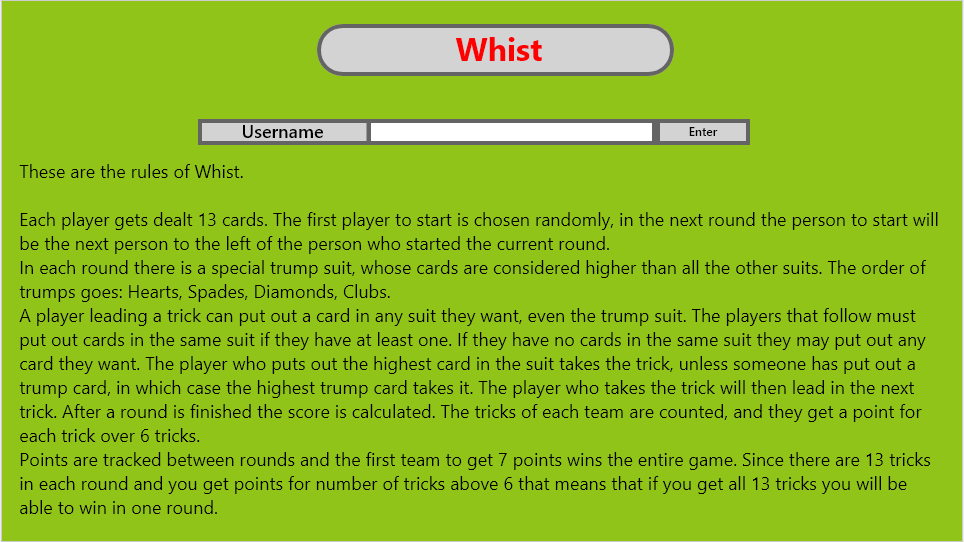 Whist
Username
Enter
These are the rules of Whist.
Each player gets dealt 13 cards. The first player to start is chosen randomly, in the next round the person to start will
be the next person to the left of the person who started the current round.
In each round there is a special trump suit, whose cards are considered higher than all the other suits. The order of
trumps goes: Hearts, Spades, Diamonds, Clubs.
A player leading a trick can put out a card in any suit they want, even the trump suit. The players that follow must
put out cards in the same suit if they have at least one. If they have no cards in the same suit they may put out any
card they want. The player who puts out the highest card in the suit takes the trick, unless someone has put out a
trump card, in which case the highest trump card takes it. The player who takes the trick will then lead in the next
trick. After a round is finished the score is calculated. The tricks of each team are counted, and they get a point for
each trick over 6 tricks.
Points are tracked between rounds and the first team to get 7 points wins the entire game. Since there are 13 tricks
in each round and you get points for number of tricks above 6 that means that if you get all 13 tricks you will be
able to win in one round.